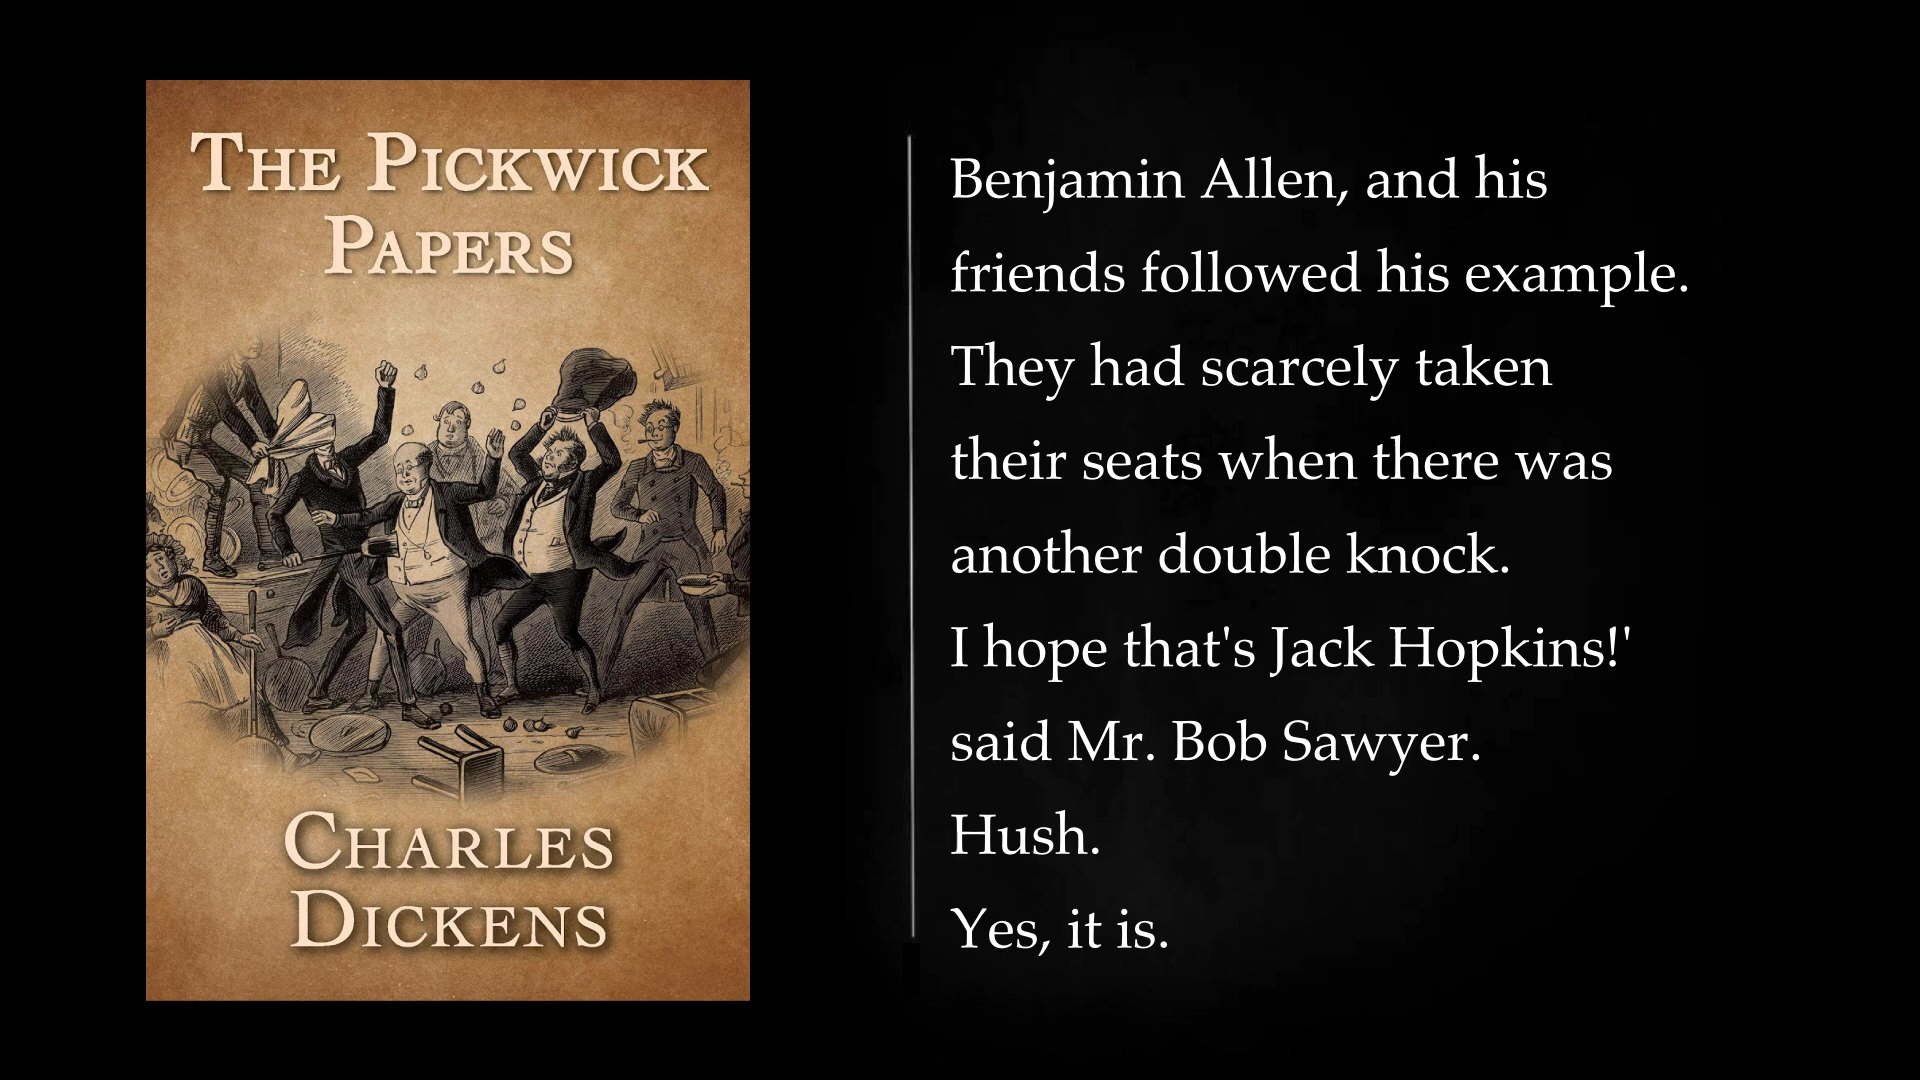 THE PICKWICK
PAPERS
CHARLES
DICKENS
Benjamin Allen, and his
friends followed his example.
They had scarcely taken
their seats when there was
another double knock.
I hope that's Jack Hopkins!'
said Mr. Bob Sawyer.
Hush.
Yes, it is.